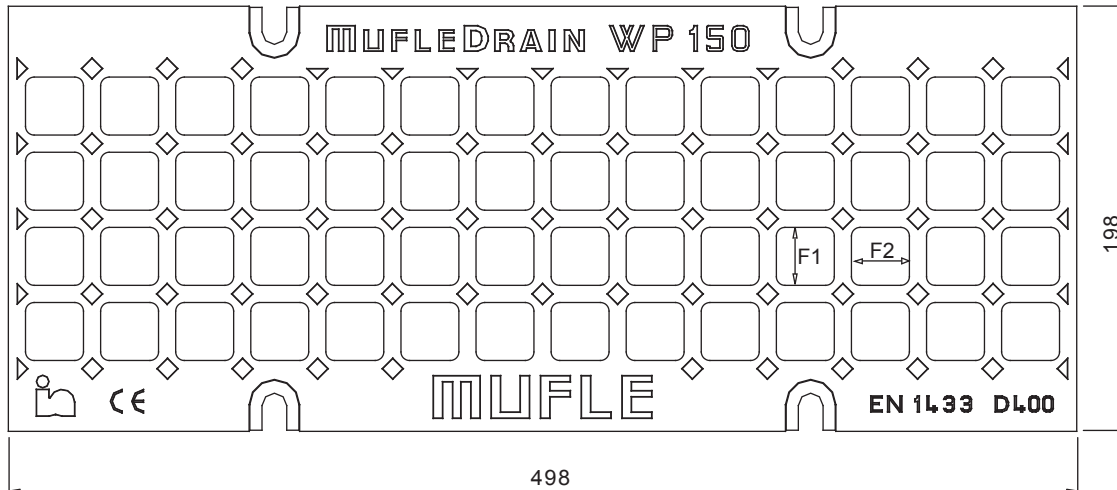 MUFLEDRAIN WP 150
F1
F2
198
MUFLE
CE
EN 1433 D400
498